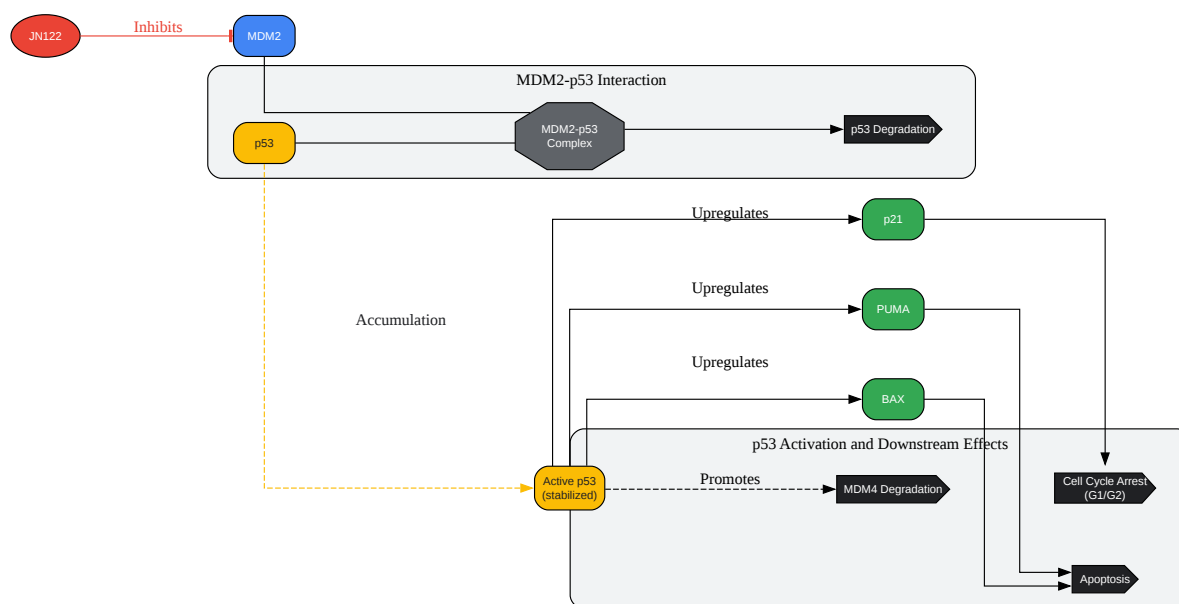 JN122
Inhibits
MDM2
MDM2-p53 Interaction
MDM2-p53
Complex
p53 Degradation
p53
Upregulates
p21
Upregulates
PUMA
Accumulation
Upregulates
BAX
p53 Activation and Downstream Effects
Active p53
(stabilized)
Promotes
MDM4 Degradation
Cell Cycle Arrest
(G1/G2)
Apoptosis